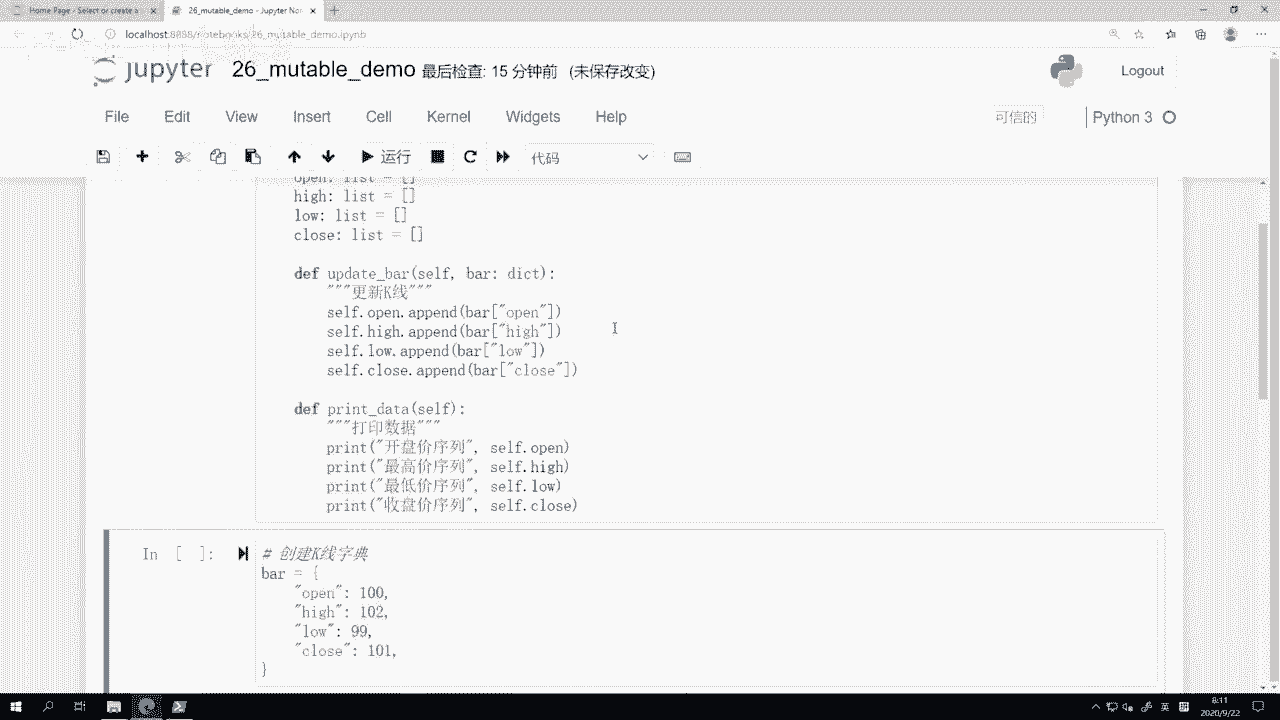 Home Page - Select or create a
26_mutable_demo - Jupyter No
localhost:8888/notebooks/26_mutable_demo.ipynb
jupyter 26_mutable_demo 最后检查: 15 分钟前 (未保存改变)
Logout
File Edit View Insert Cell Kernel Widgets Help
可信的 Python 3
运行 代码
open: list = []
high: list = []
low: list = []
close: list = []
def update_bar(self, bar: dict):
"""更新K线"""
self.open.append(bar["open"])
self.high.append(bar["high"])
self.low.append(bar["low"])
self.close.append(bar["close"])
def print_data(self):
"""打印数据"""
print("开盘价序列", self.open)
print("最高价序列", self.high)
print("最低价序列", self.low)
print("收盘价序列", self.close)
In [ ]: # 创建K线字典
bar = {
"open": 100,
"high": 102,
"low": 99,
"close": 101,
}
英
8:11
2020/9/22